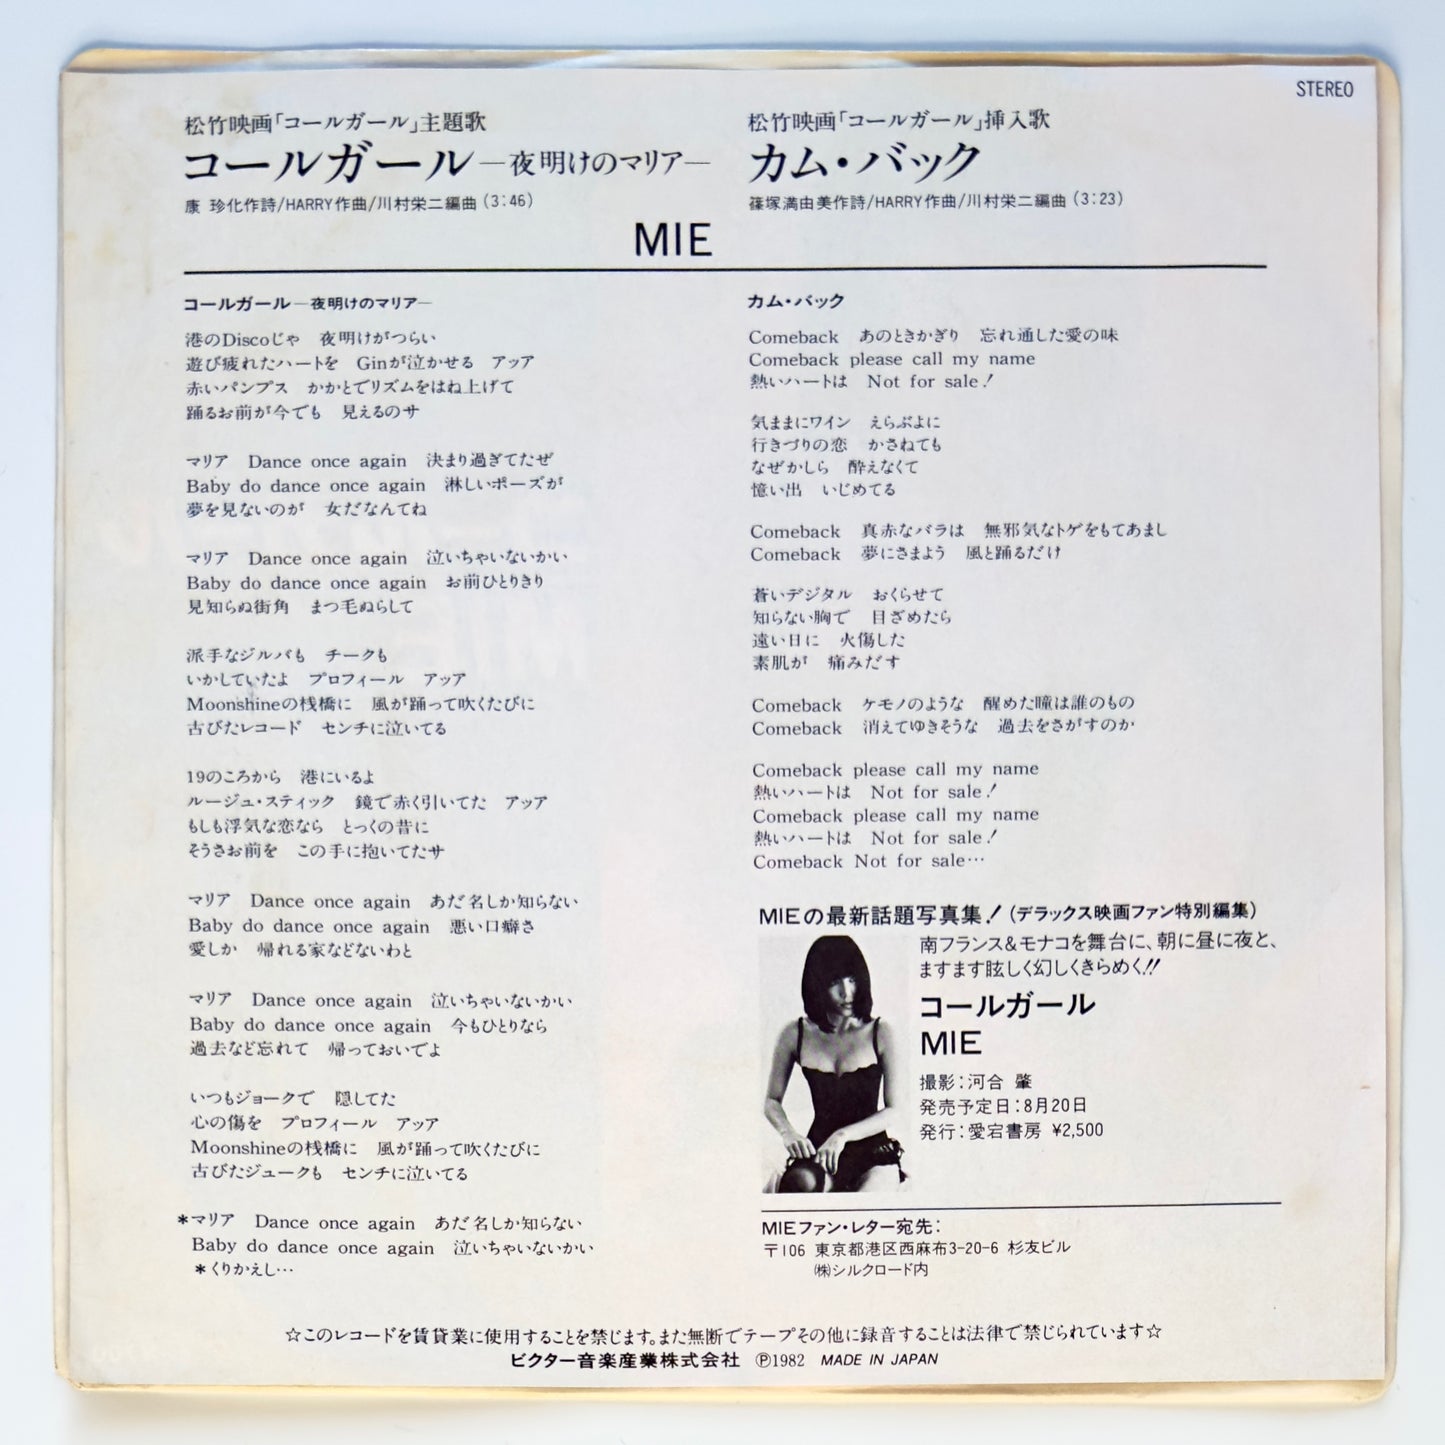 STEREO
松竹映画「コールガール」主題歌
コールガール―夜明けのマリア―
康 珍化作詩/HARRY作曲/川村栄二編曲(3:46)
松竹映画「コールガール」挿入歌
カム・バック
篠塚満由美作詩/HARRY作曲/川村栄二編曲(3:23)
MIE
コールガール―夜明けのマリア―
港のDiscoじゃ 夜明けがつらい
遊び疲れたハートを Ginが泣かせる アッア
赤いパンプス かかとでリズムをはね上げて
踊るお前が今でも 見えるのサ
マリア Dance once again 決まり過ぎてたぜ
Baby do dance once again 淋しいポーズが
夢を見ないのが 女だなんてね
マリア Dance once again 泣いちゃいないかい
Baby do dance once again お前ひとりきり
見知らぬ街角 まつ毛ぬらして
派手なジルバも チークも
いかしていたよ プロフィール アッア
Moonshineの桟橋に 風が踊って吹くたびに
古びたレコード センチに泣いてる
19のころから 港にいるよ
ルージュ・スティック 鏡で赤く引いてた アッア
もしも浮気な恋なら とっくの昔に
そうさお前を この手に抱いてたサ
マリア Dance once again あだ名しか知らない
Baby do dance once again 悪い口癖さ
愛しか 帰れる家などないわと
マリア Dance once again 泣いちゃいないかい
Baby do dance once again 今もひとりなら
過去など忘れて 帰っておいでよ
いつもジョークで 隠してた
心の傷を プロフィール アッア
Moonshineの桟橋に 風が踊って吹くたびに
古びたジュークも センチに泣いてる
*マリア Dance once again あだ名しか知らない
Baby do dance once again 泣いちゃいないかい
*くりかえし…
カム・バック
Comeback あのときかぎり 忘れ通した愛の味
Comeback please call my name
熱いハートは Not for sale!
気ままにワイン えらぶよに
行きづりの恋 かさねても
なぜかしら 酔えなくて
憶い出 いじめてる
Comeback 真赤なバラは 無邪気なトゲをもてあまし
Comeback 夢にさまよう 風と踊るだけ
蒼いデジタル おくらせて
知らない胸で 目ざめたら
遠い日に 火傷した
素肌が 痛みだす
Comeback ケモノのような 醒めた瞳は誰のもの
Comeback 消えてゆきそうな 過去をさがすのか
Comeback please call my name
熱いハートは Not for sale!
Comeback please call my name
熱いハートは Not for sale!
Comeback Not for sale…
MIEの最新話題写真集!(デラックス映画ファン特別編集)
南フランス&モナコを舞台に、朝に昼に夜と、
ますます眩しく幻しくきらめく!!
コールガール
MIE
撮影:河合 肇
発売予定日:8月20日
発行:愛宕書房 ¥2,500
MIEファン・レター宛先:
〒106 東京都港区西麻布3-20-6 杉友ビル
㈱シルクロード内
☆このレコードを賃貸業に使用することを禁じます。また無断でテープその他に録音することは法律で禁じられています☆
ビクター音楽産業株式会社 Ⓟ1982 MADE IN JAPAN